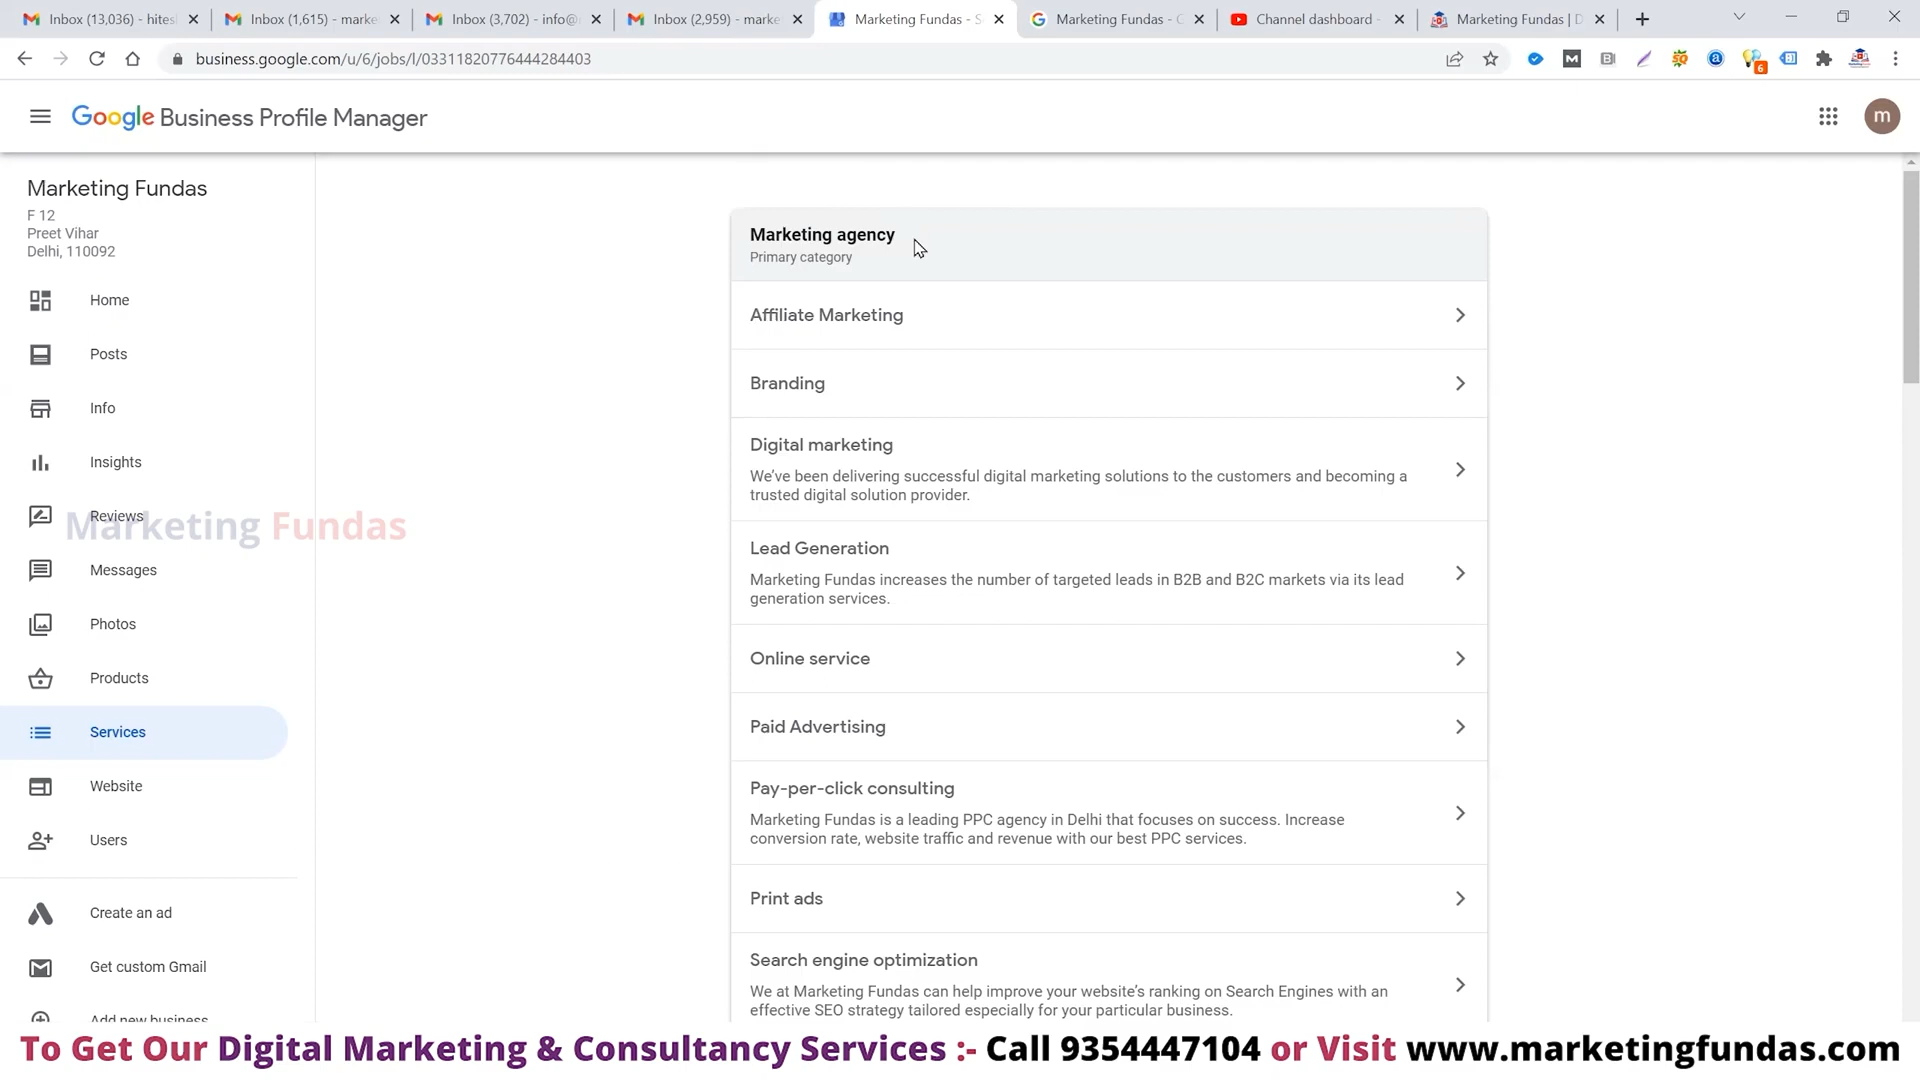 Inbox (13,036) - hites
Inbox (1,615) - marke
Inbox (3,702) - info@
Inbox (2,959) - marke
Marketing Fundas - S
Marketing Fundas - G
Channel dashboard -
Marketing Fundas | D
business.google.com/u/6/jobs/l/03311820776444284403
6
Google Business Profile Manager
m
Marketing Fundas
F 12
Preet Vihar
Delhi, 110092
Home
Posts
Info
Insights
Reviews
Messages
Photos
Products
Services
Website
Users
Create an ad
Get custom Gmail
Add new business
Marketing Fundas
Marketing agency
Primary category
Affiliate Marketing
Branding
Digital marketing
We've been delivering successful digital marketing solutions to the customers and becoming a
trusted digital solution provider.
Lead Generation
Marketing Fundas increases the number of targeted leads in B2B and B2C markets via its lead
generation services.
Online service
Paid Advertising
Pay-per-click consulting
Marketing Fundas is a leading PPC agency in Delhi that focuses on success. Increase
conversion rate, website traffic and revenue with our best PPC services.
Print ads
Search engine optimization
We at Marketing Fundas can help improve your website's ranking on Search Engines with an
effective SEO strategy tailored especially for your particular business.
To Get Our Digital Marketing & Consultancy Services :- Call 9354447104 or Visit www.marketingfundas.com